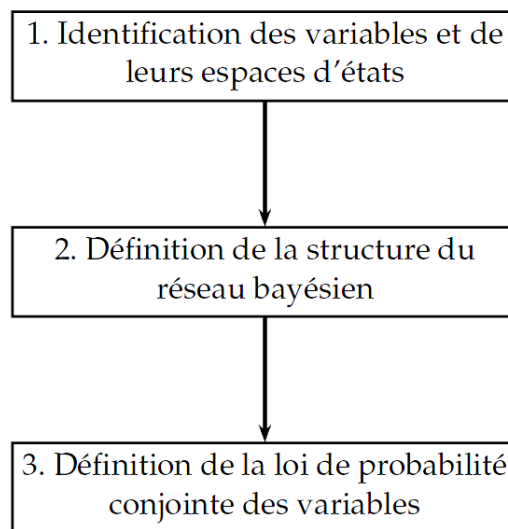 1. Identification des variables et de
leurs espaces d’états
2. Définition de la structure du
réseau bayésien
3. Définition de la loi de probabilité
conjointe des variables